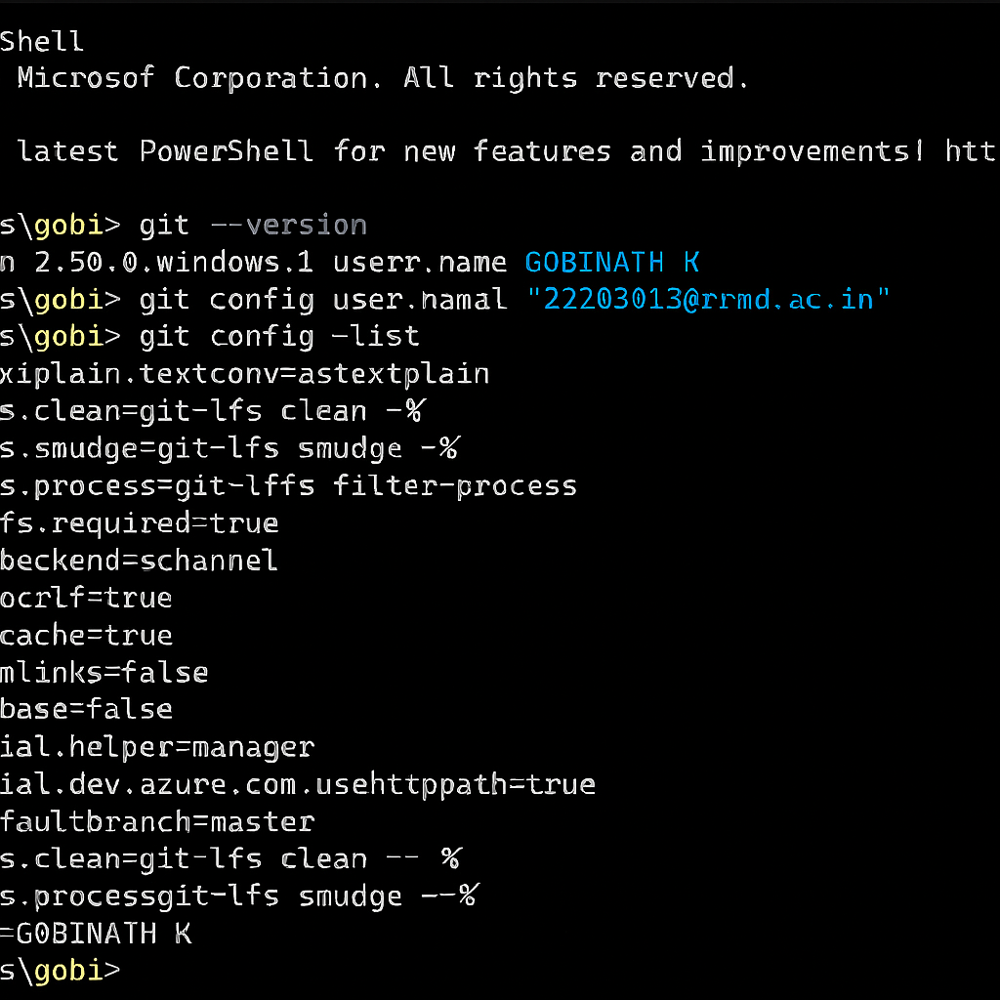 Shell
Microsof Corporation. All rights reserved.
latest PowerShell for new features and improvements! htt
s\gobi> git --version
n 2.50.0.windows.1 userr.name GOBINATH K
s\gobi> git config user.namal "22203013@rrmd.ac.in"
s\gobi> git config -list
xiplain.textconv=astextplain
s.clean=git-lfs clean -%
s.smudge=git-lfs smudge -%
s.process=git-lffs filter-process
fs.required=true
beckend=schannel
ocrlf=true
cache=true
mlinks=false
base=false
ial.helper=manager
ial.dev.azure.com.usehttppath=true
faultbranch=master
s.clean=git-lfs clean -- %
s.processgit-lfs smudge --%
=GOBINATH K
s\gobi>